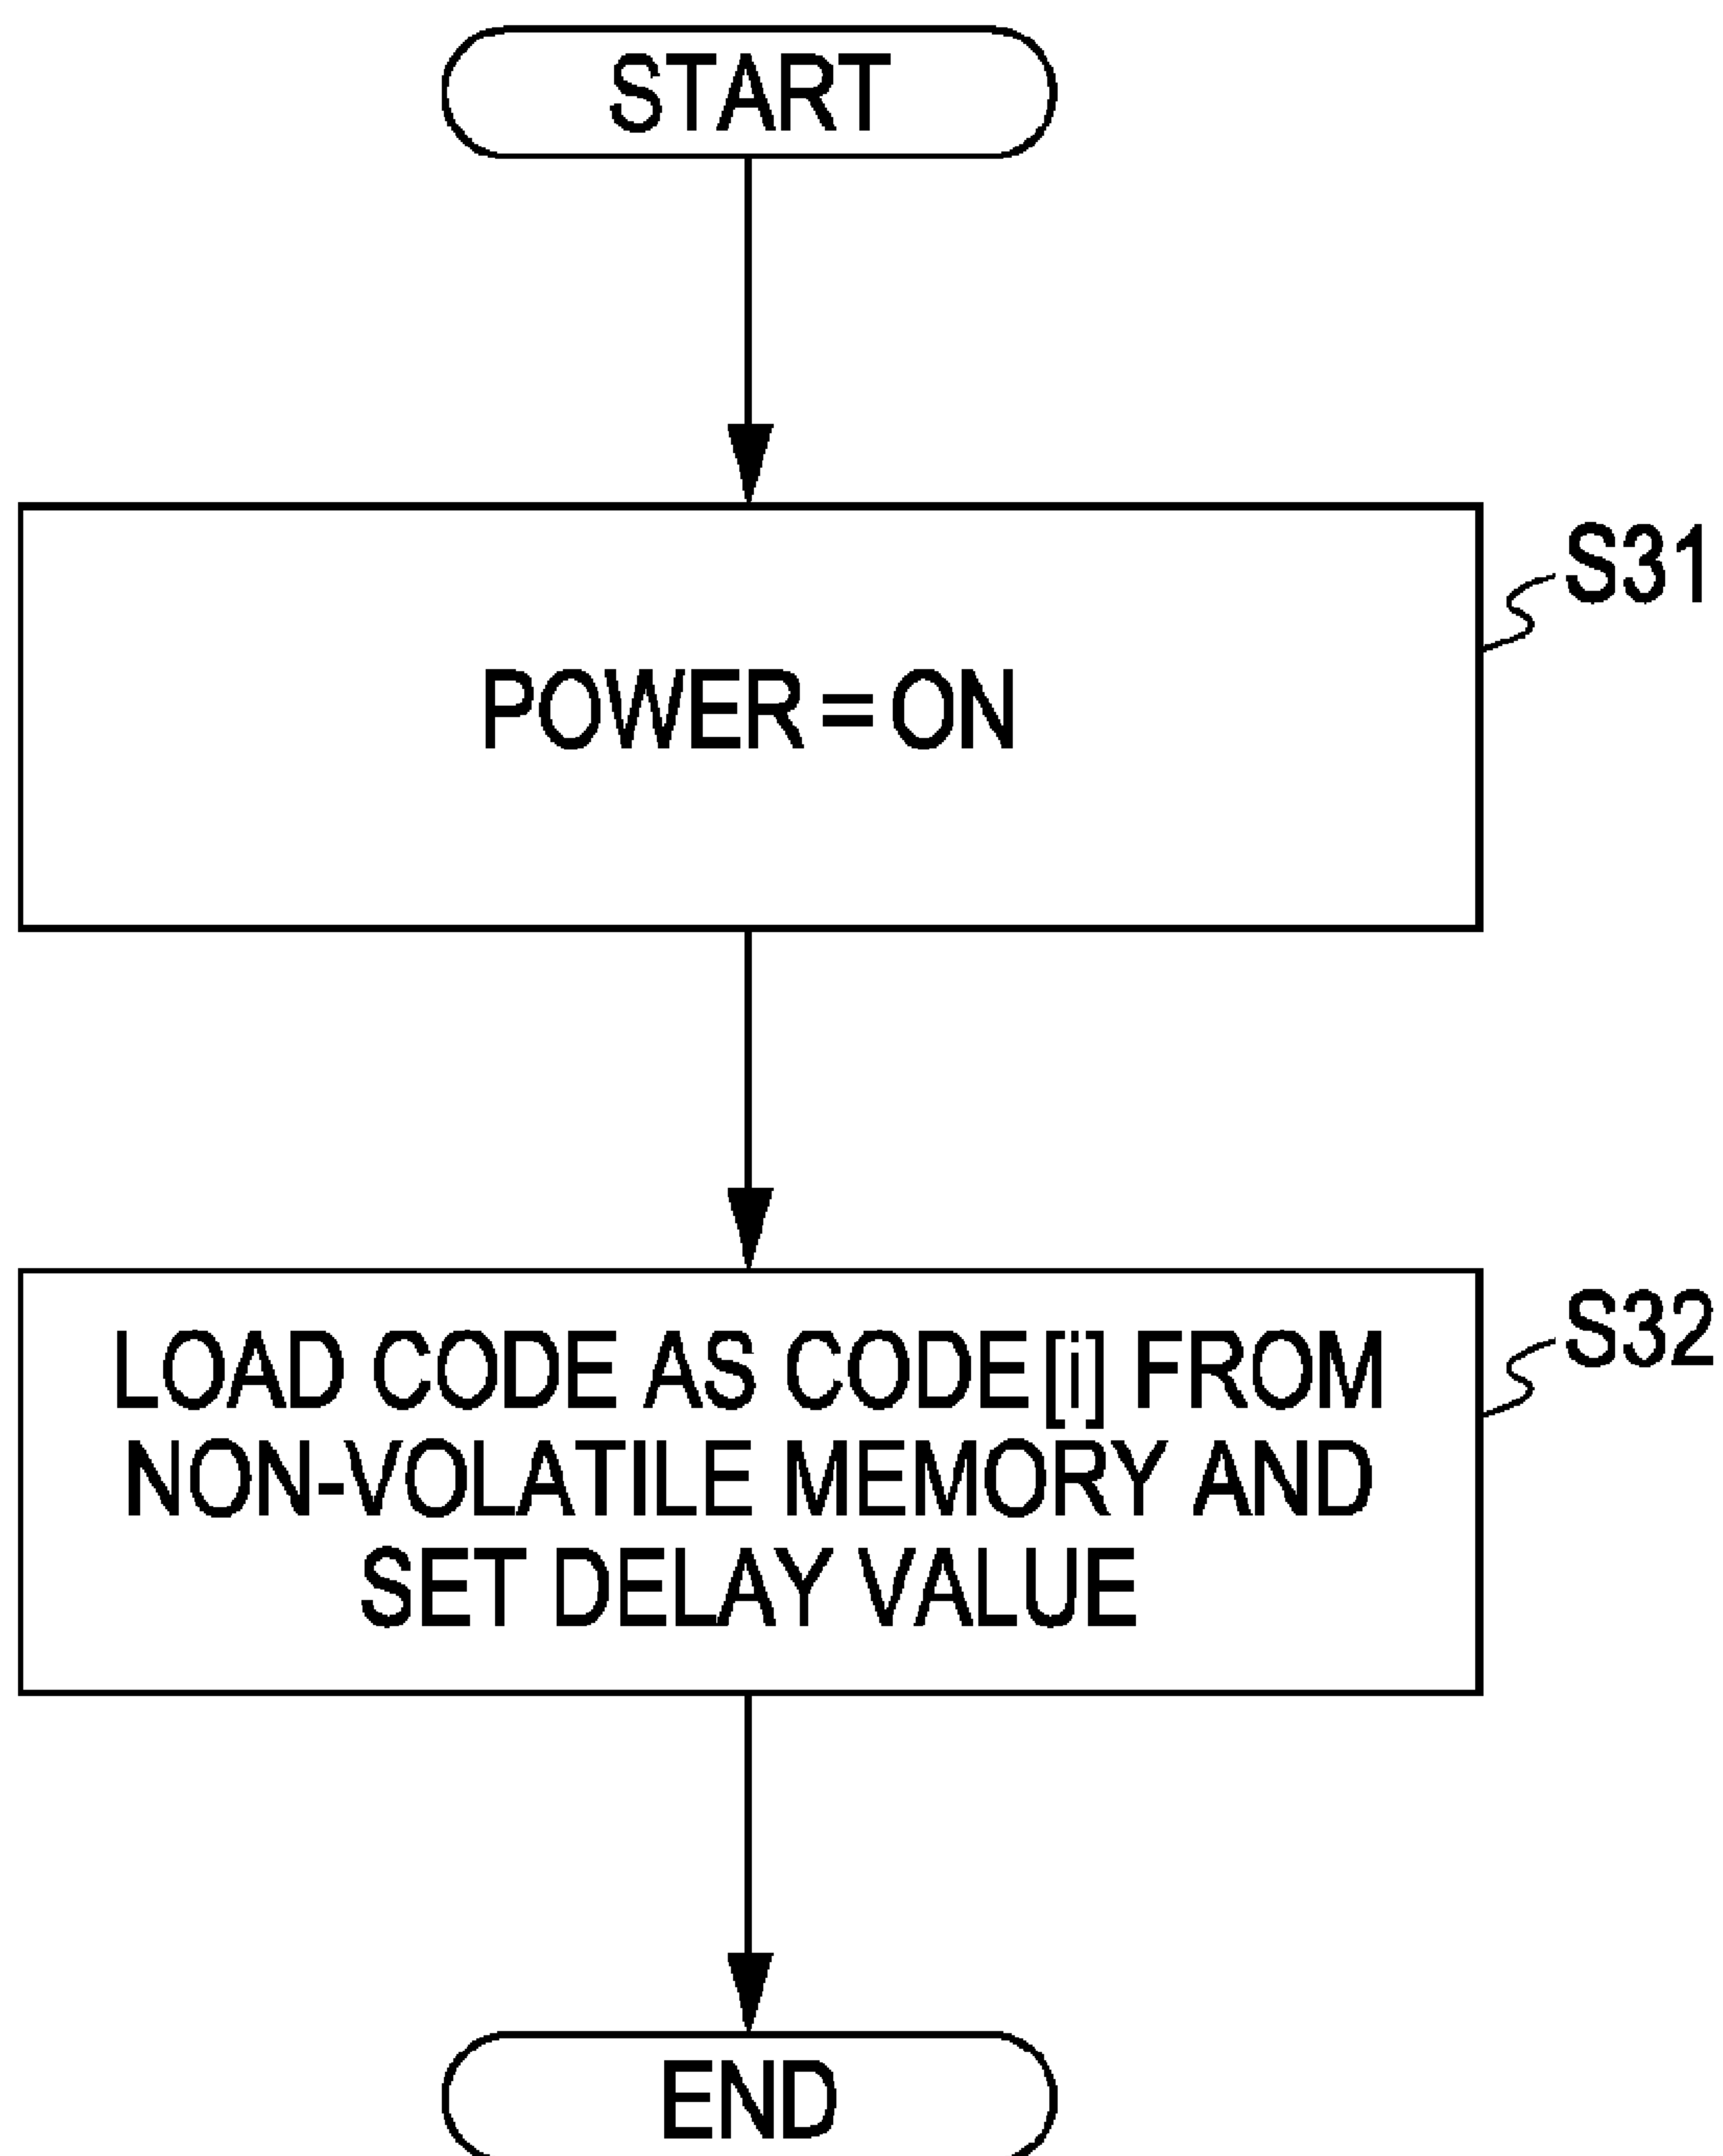 START
S31
POWER = ON
S32
LOAD CODE AS CODE[i] FROM
NON-VOLATILE MEMORY AND
SET DELAY VALUE
END